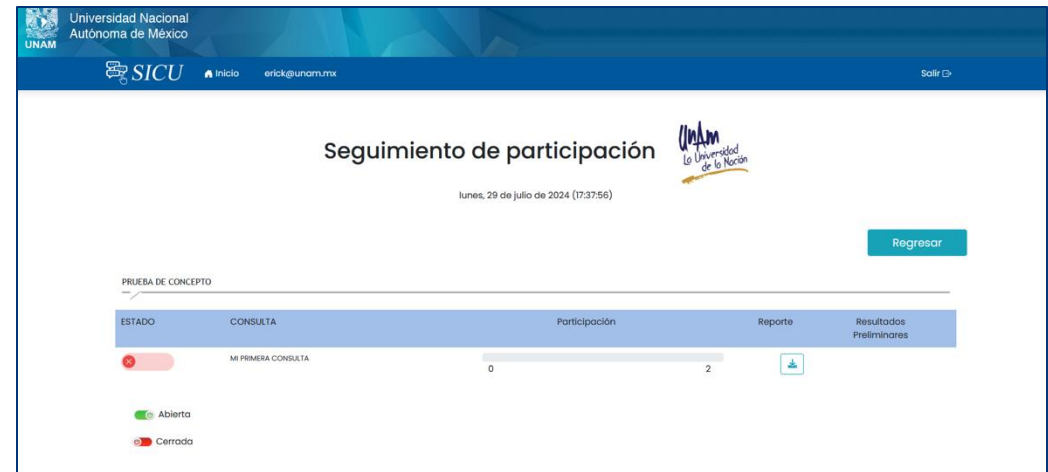 Universidad Nacional
Autónoma de México
UNAM
SICU Inicio erick@unam.mx Salir
Seguimiento de participación
UNAM
La Universidad
de la Nación
lunes, 29 de julio de 2024 (17:37:56)
Regresar
PRUEBA DE CONCEPTO
ESTADO CONSULTA Participación Reporte Resultados
Preliminares
MI PRIMERA CONSULTA
0 2
Abierta
Cerrada